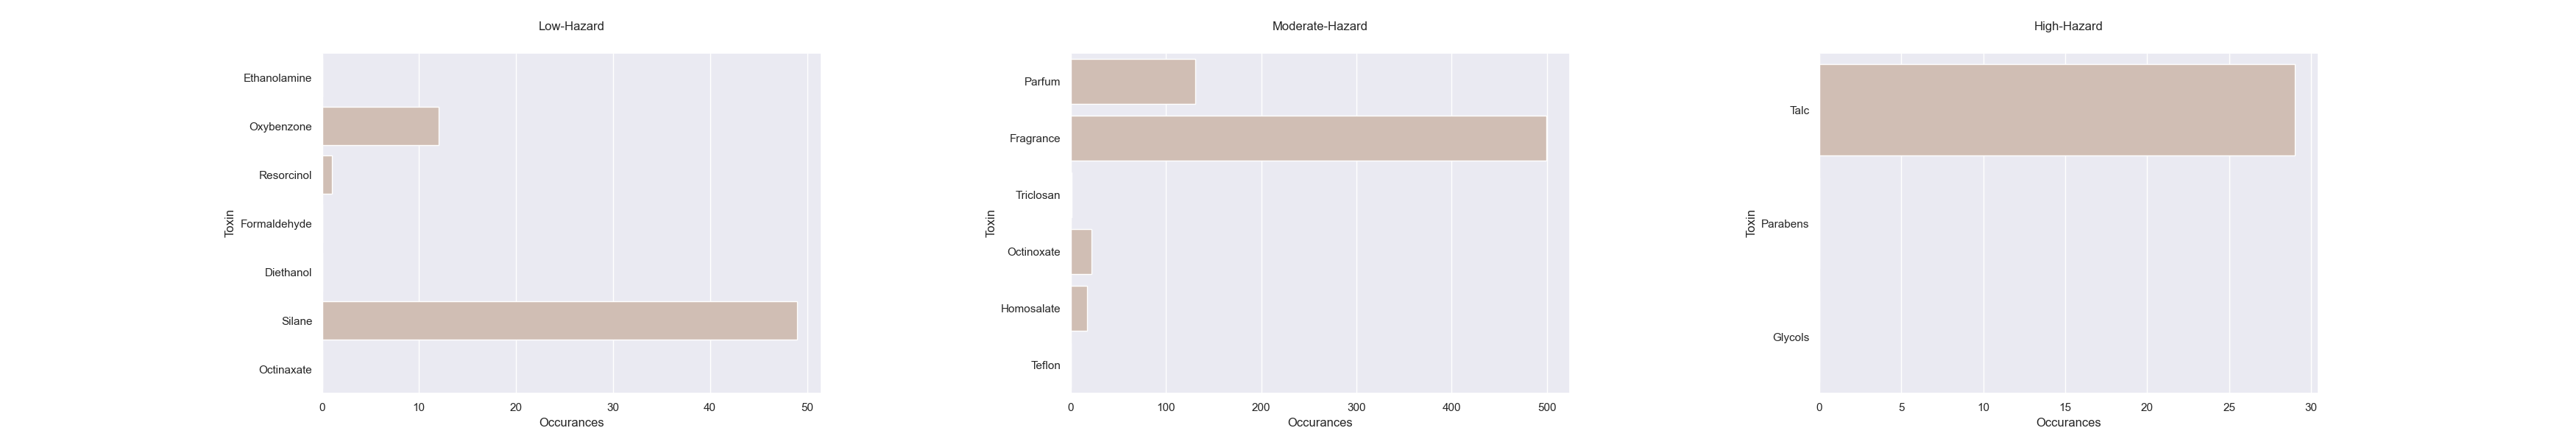 Low-Hazard
Toxin
Ethanolamine
Oxybenzone
Resorcinol
Formaldehyde
Diethanol
Silane
Octinaxate
0 10 20 30 40 50
Occurances
Moderate-Hazard
Toxin
Parfum
Fragrance
Triclosan
Octinoxate
Homosalate
Teflon
0 100 200 300 400 500
Occurances
High-Hazard
Toxin
Talc
Parabens
Glycols
0 5 10 15 20 25 30
Occurances